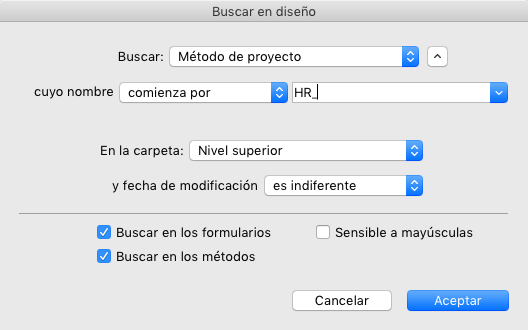 Buscar en diseño
Buscar: Método de proyecto
cuyo nombre comienza por HR_
En la carpeta: Nivel superior
y fecha de modificación es indiferente
Buscar en los formularios Sensible a mayúsculas
Buscar en los métodos
Cancelar Aceptar